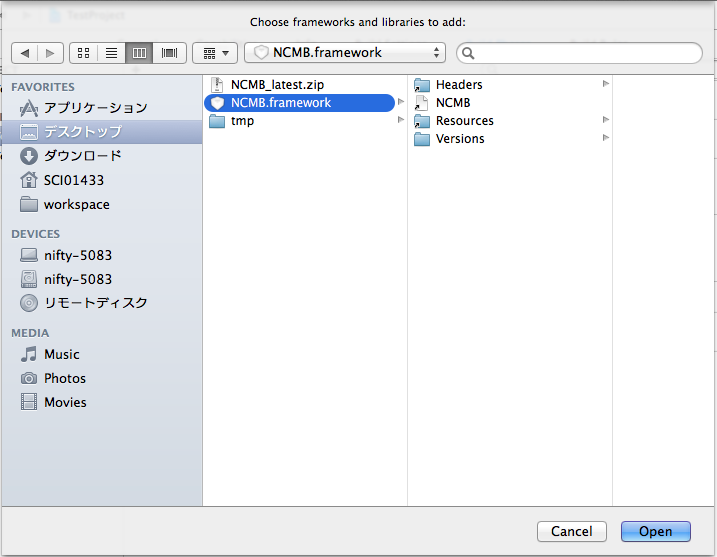 TestProject
Choose frameworks and libraries to add:
NCMB.framework
FAVORITES
アプリケーション
デスクトップ
ダウンロード
SCI01433
workspace
DEVICES
nifty-5083
nifty-5083
リモートディスク
MEDIA
Music
Photos
Movies
NCMB_latest.zip
NCMB.framework
tmp
Headers
NCMB
Resources
Versions
Cancel
Open